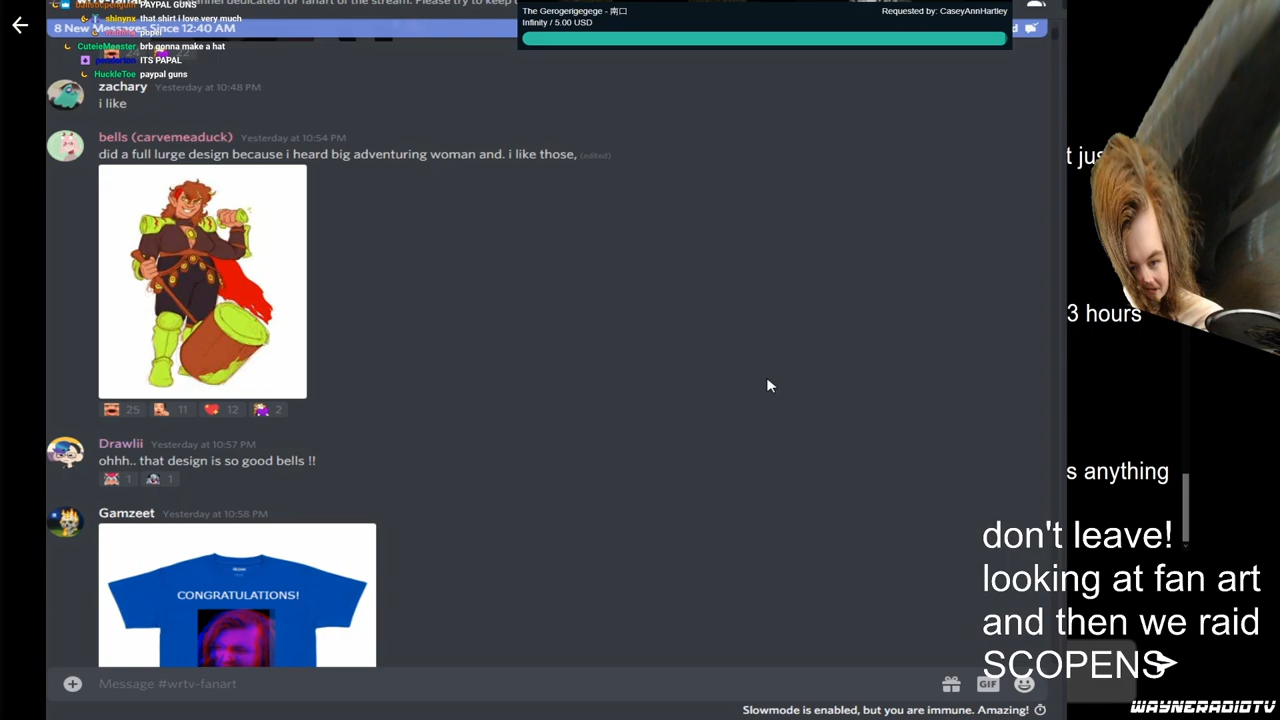 PAYPAL GUNS
shinynx that shirt i love very much
popel
8 New Messages Since 12:40 AM
CuteieMonster brb gonna make a hat
ITS PAPAL
HuckleToe paypal guns
The Gerogerigegege - 南口
Requested by: CaseyAnnHartley
Infinity / 5.00 USD
zachary Yesterday at 10:48 PM
i like
bells (carvemeaduck) Yesterday at 10:54 PM
did a full lurge design because i heard big adventuring woman and. i like those, (edited)
25 11 12 2
Drawlii Yesterday at 10:57 PM
ohhh.. that design is so good bells !!
1 1
Gamzeet Yesterday at 10:58 PM
CONGRATULATIONS!
Message #wrtv-fanart
GIF
Slowmode is enabled, but you are immune. Amazing!
t jus
3 hours
s anything
don't leave!
looking at fan art
and then we raid
SCOPENS
WAYNERADIOTV